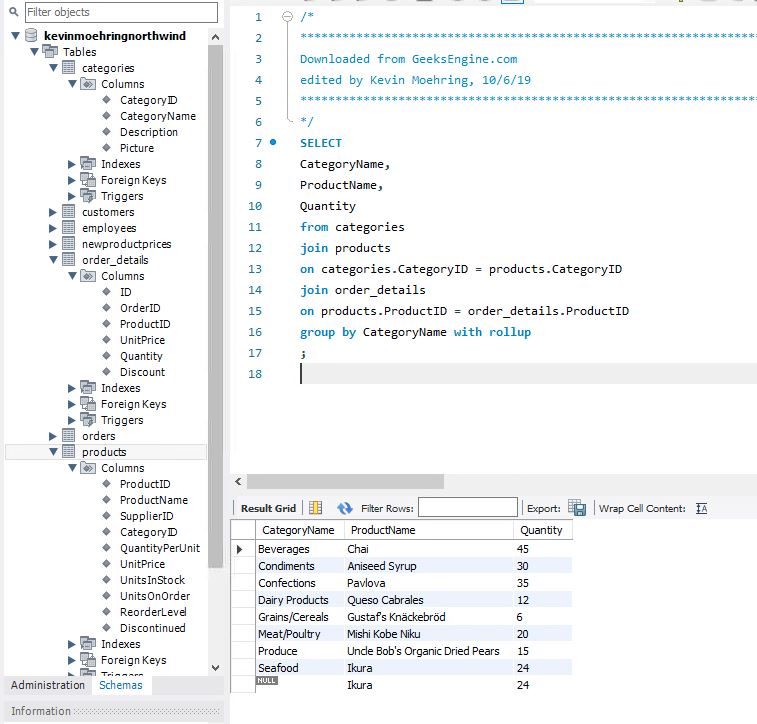 Filter objects
kevinmoehringnorthwind
Tables
categories
Columns
CategoryID
CategoryName
Description
Picture
Indexes
Foreign Keys
Triggers
customers
employees
newproductprices
order_details
Columns
ID
OrderID
ProductID
UnitPrice
Quantity
Discount
Indexes
Foreign Keys
Triggers
orders
products
Columns
ProductID
ProductName
SupplierID
CategoryID
QuantityPerUnit
UnitPrice
UnitsInStock
UnitsOnOrder
ReorderLevel
Discontinued
Indexes
Foreign Keys
Triggers
Administration Schemas
Information
1 /*
2 *****************************************************************
3 Downloaded from GeeksEngine.com
4 edited by Kevin Moehring, 10/6/19
5 *****************************************************************
6 */
7 SELECT
8 CategoryName,
9 ProductName,
10 Quantity
11 from categories
12 join products
13 on categories.CategoryID = products.CategoryID
14 join order_details
15 on products.ProductID = order_details.ProductID
16 group by CategoryName with rollup
17 ;
18
Result Grid Filter Rows: Export: Wrap Cell Content:
CategoryName ProductName Quantity
Beverages Chai 45
Condiments Aniseed Syrup 30
Confections Pavlova 35
Dairy Products Queso Cabrales 12
Grains/Cereals Gustaf's Knäckebröd 6
Meat/Poultry Mishi Kobe Niku 20
Produce Uncle Bob's Organic Dried Pears 15
Seafood Ikura 24
NULL Ikura 24